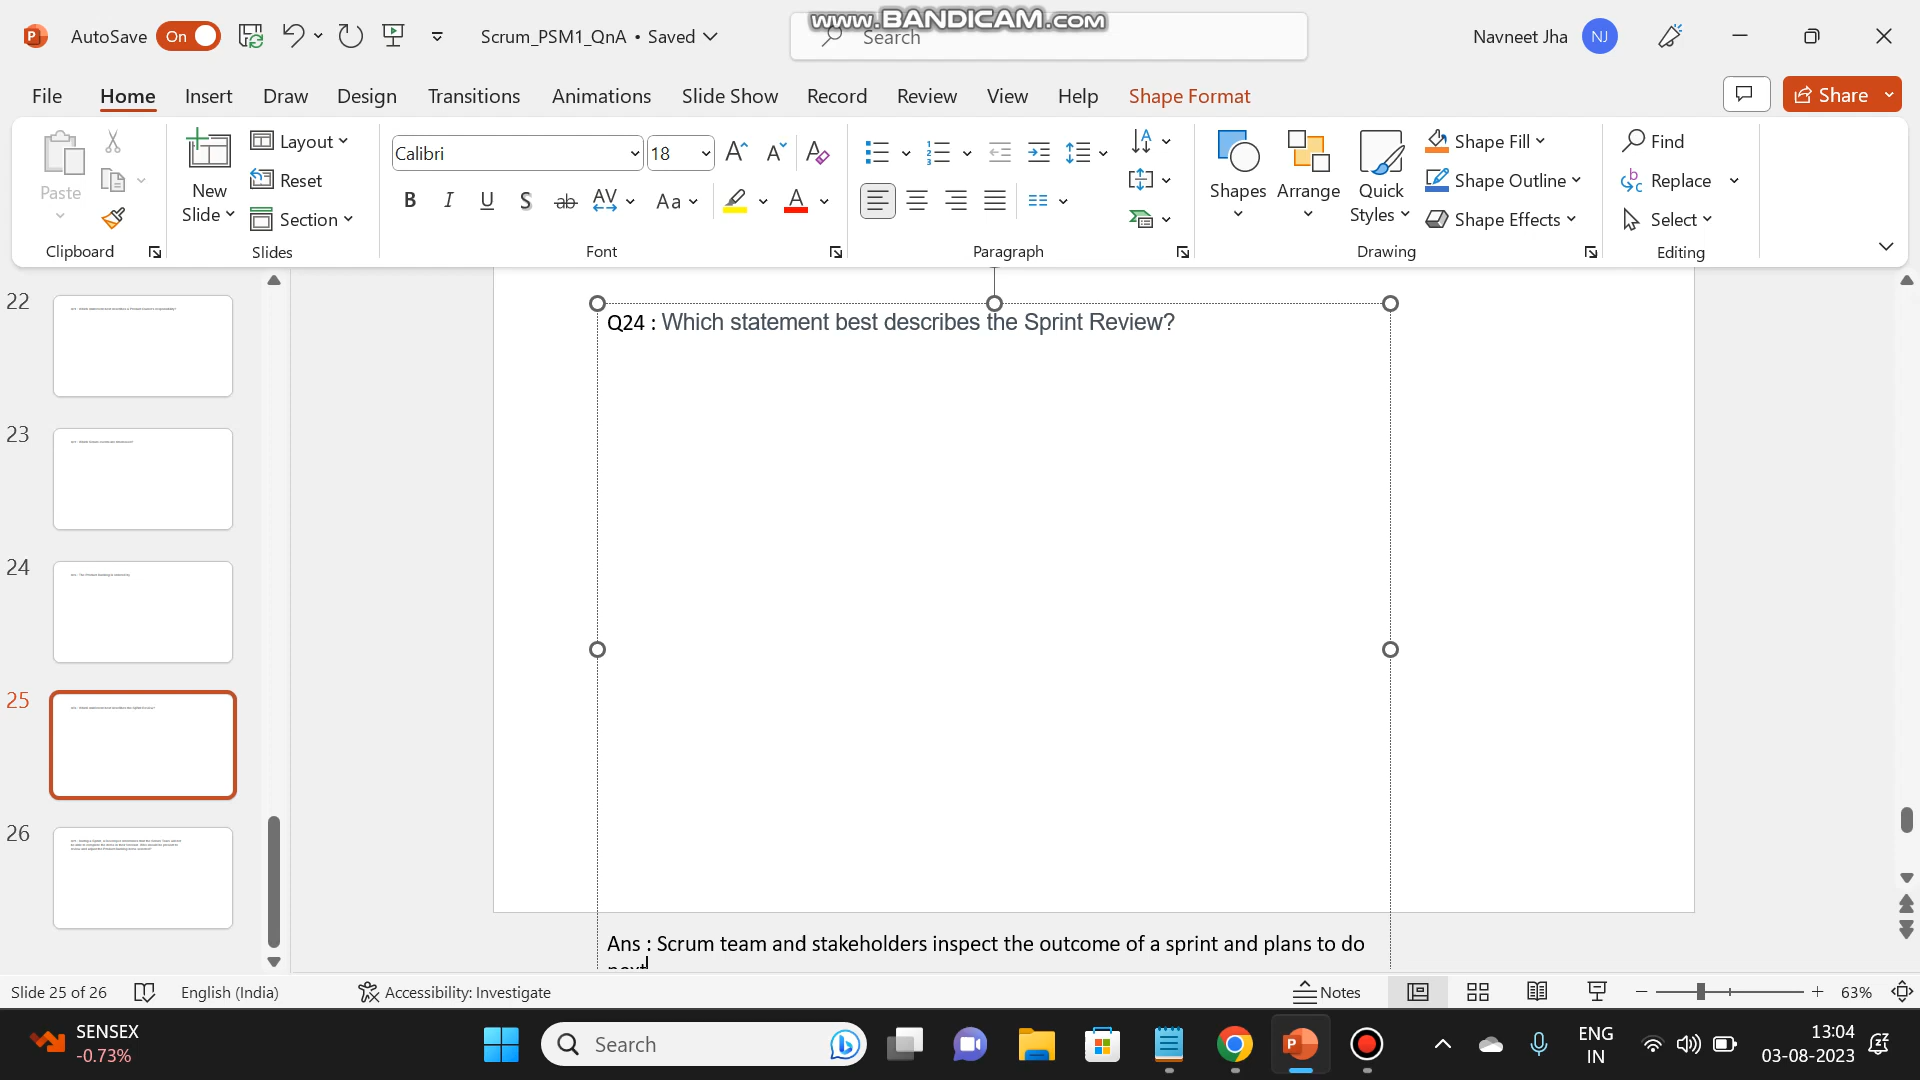 www.BANDICAM.com
AutoSave On
Scrum_PSM1_QnA • Saved
Search
Navneet Jha
NJ
File Home Insert Draw Design Transitions Animations Slide Show Record Review View Help Shape Format
Share
Paste
Clipboard
New Slide
Layout
Reset
Section
Slides
Calibri
18
Font
Paragraph
Shapes
Arrange
Quick Styles
Shape Fill
Shape Outline
Shape Effects
Drawing
Find
Replace
Select
Editing
22
23
24
25
26
Q24 : Which statement best describes the Sprint Review?
Ans : Scrum team and stakeholders inspect the outcome of a sprint and plans to do
next
Slide 25 of 26
English (India)
Accessibility: Investigate
Notes
63%
SENSEX
-0.73%
Search
ENG
IN
13:04
03-08-2023